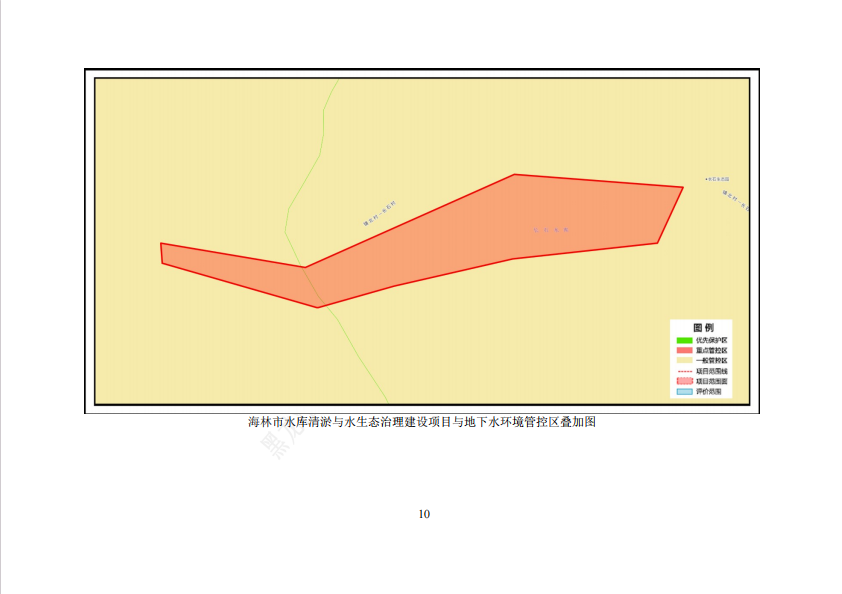 图例
优先保护区
重点管控区
一般管控区
项目范围线
项目范围面
评价范围
海林市水库清淤与水生态治理建设项目与地下水环境管控区叠加图
10